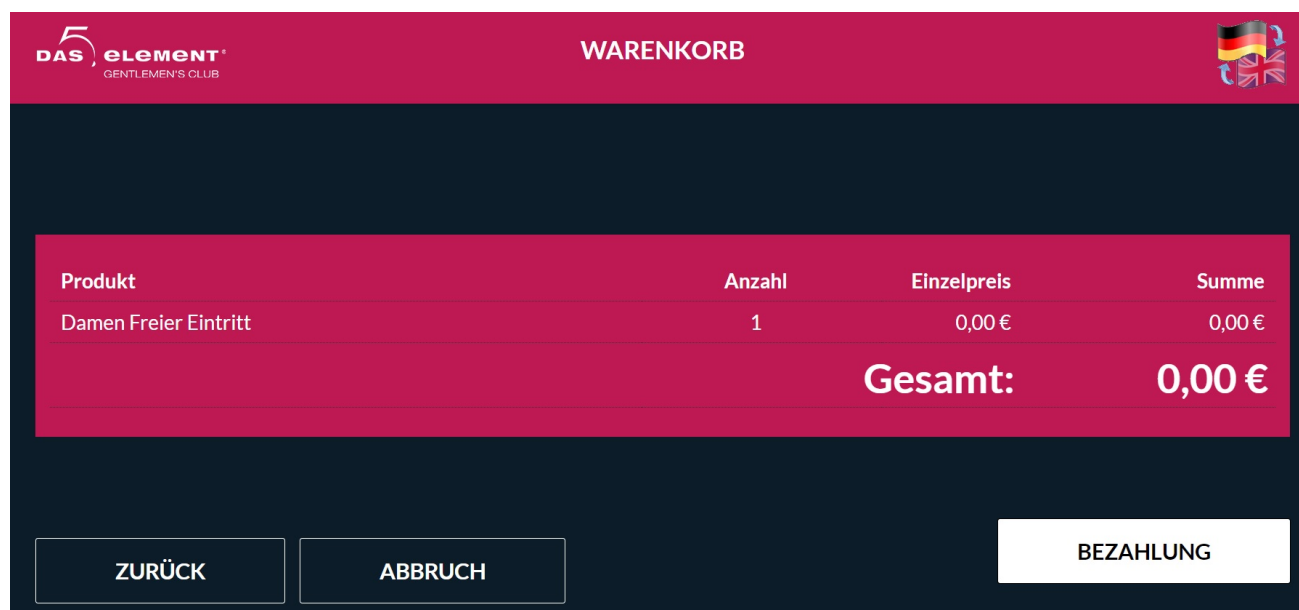 DAS 5 ELEMENT®
GENTLEMEN'S CLUB
WARENKORB
Produkt Anzahl Einzelpreis Summe
Damen Freier Eintritt 1 0,00 € 0,00 €
Gesamt: 0,00 €
ZURÜCK ABBRUCH BEZAHLUNG